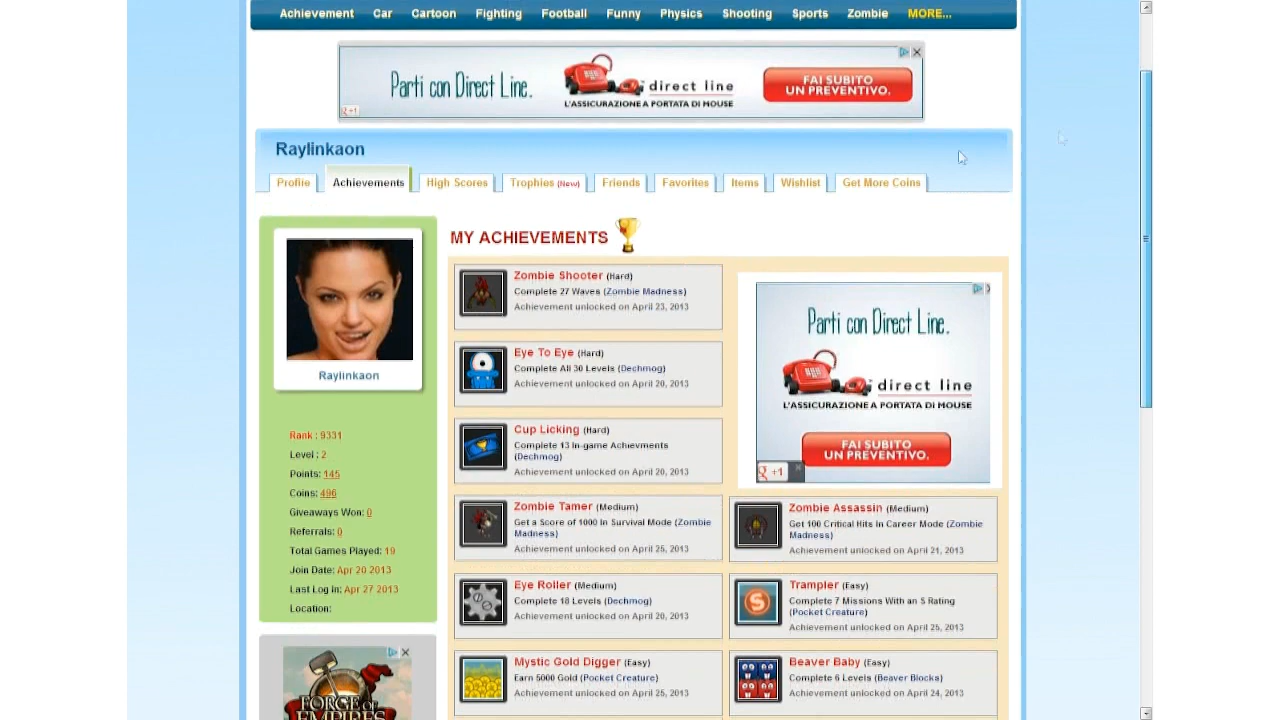 Achievement Car Cartoon Fighting Football Funny Physics Shooting Sports Zombie MORE...
Parti con Direct Line.
direct line
L'ASSICURAZIONE A PORTATA DI MOUSE
FAI SUBITO
UN PREVENTIVO.
g+1
Raylinkaon
Profile Achievements High Scores Trophies (New) Friends Favorites Items Wishlist Get More Coins
Raylinkaon
Rank : 9331
Level : 2
Points: 145
Coins: 496
Giveaways Won: 0
Referrals: 0
Total Games Played: 19
Join Date: Apr 20 2013
Last Log in: Apr 27 2013
Location:
FORGE OF
EMPIRES
MY ACHIEVEMENTS
Zombie Shooter (Hard)
Complete 27 Waves (Zombie Madness)
Achievement unlocked on April 23, 2013
Eye To Eye (Hard)
Complete All 30 Levels (Dechmog)
Achievement unlocked on April 20, 2013
Cup Licking (Hard)
Complete 13 In-game Achievments
(Dechmog)
Achievement unlocked on April 20, 2013
Parti con Direct Line.
direct line
L'ASSICURAZIONE A PORTATA DI MOUSE
FAI SUBITO
UN PREVENTIVO.
g +1
Zombie Tamer (Medium)
Get a Score of 1000 In Survival Mode (Zombie
Madness)
Achievement unlocked on April 25, 2013
Zombie Assassin (Medium)
Get 100 Critical Hits In Career Mode (Zombie
Madness)
Achievement unlocked on April 21, 2013
Eye Roller (Medium)
Complete 18 Levels (Dechmog)
Achievement unlocked on April 20, 2013
Trampler (Easy)
Complete 7 Missions With an S Rating
(Pocket Creature)
Achievement unlocked on April 25, 2013
Mystic Gold Digger (Easy)
Earn 5000 Gold (Pocket Creature)
Achievement unlocked on April 25, 2013
Beaver Baby (Easy)
Complete 6 Levels (Beaver Blocks)
Achievement unlocked on April 24, 2013